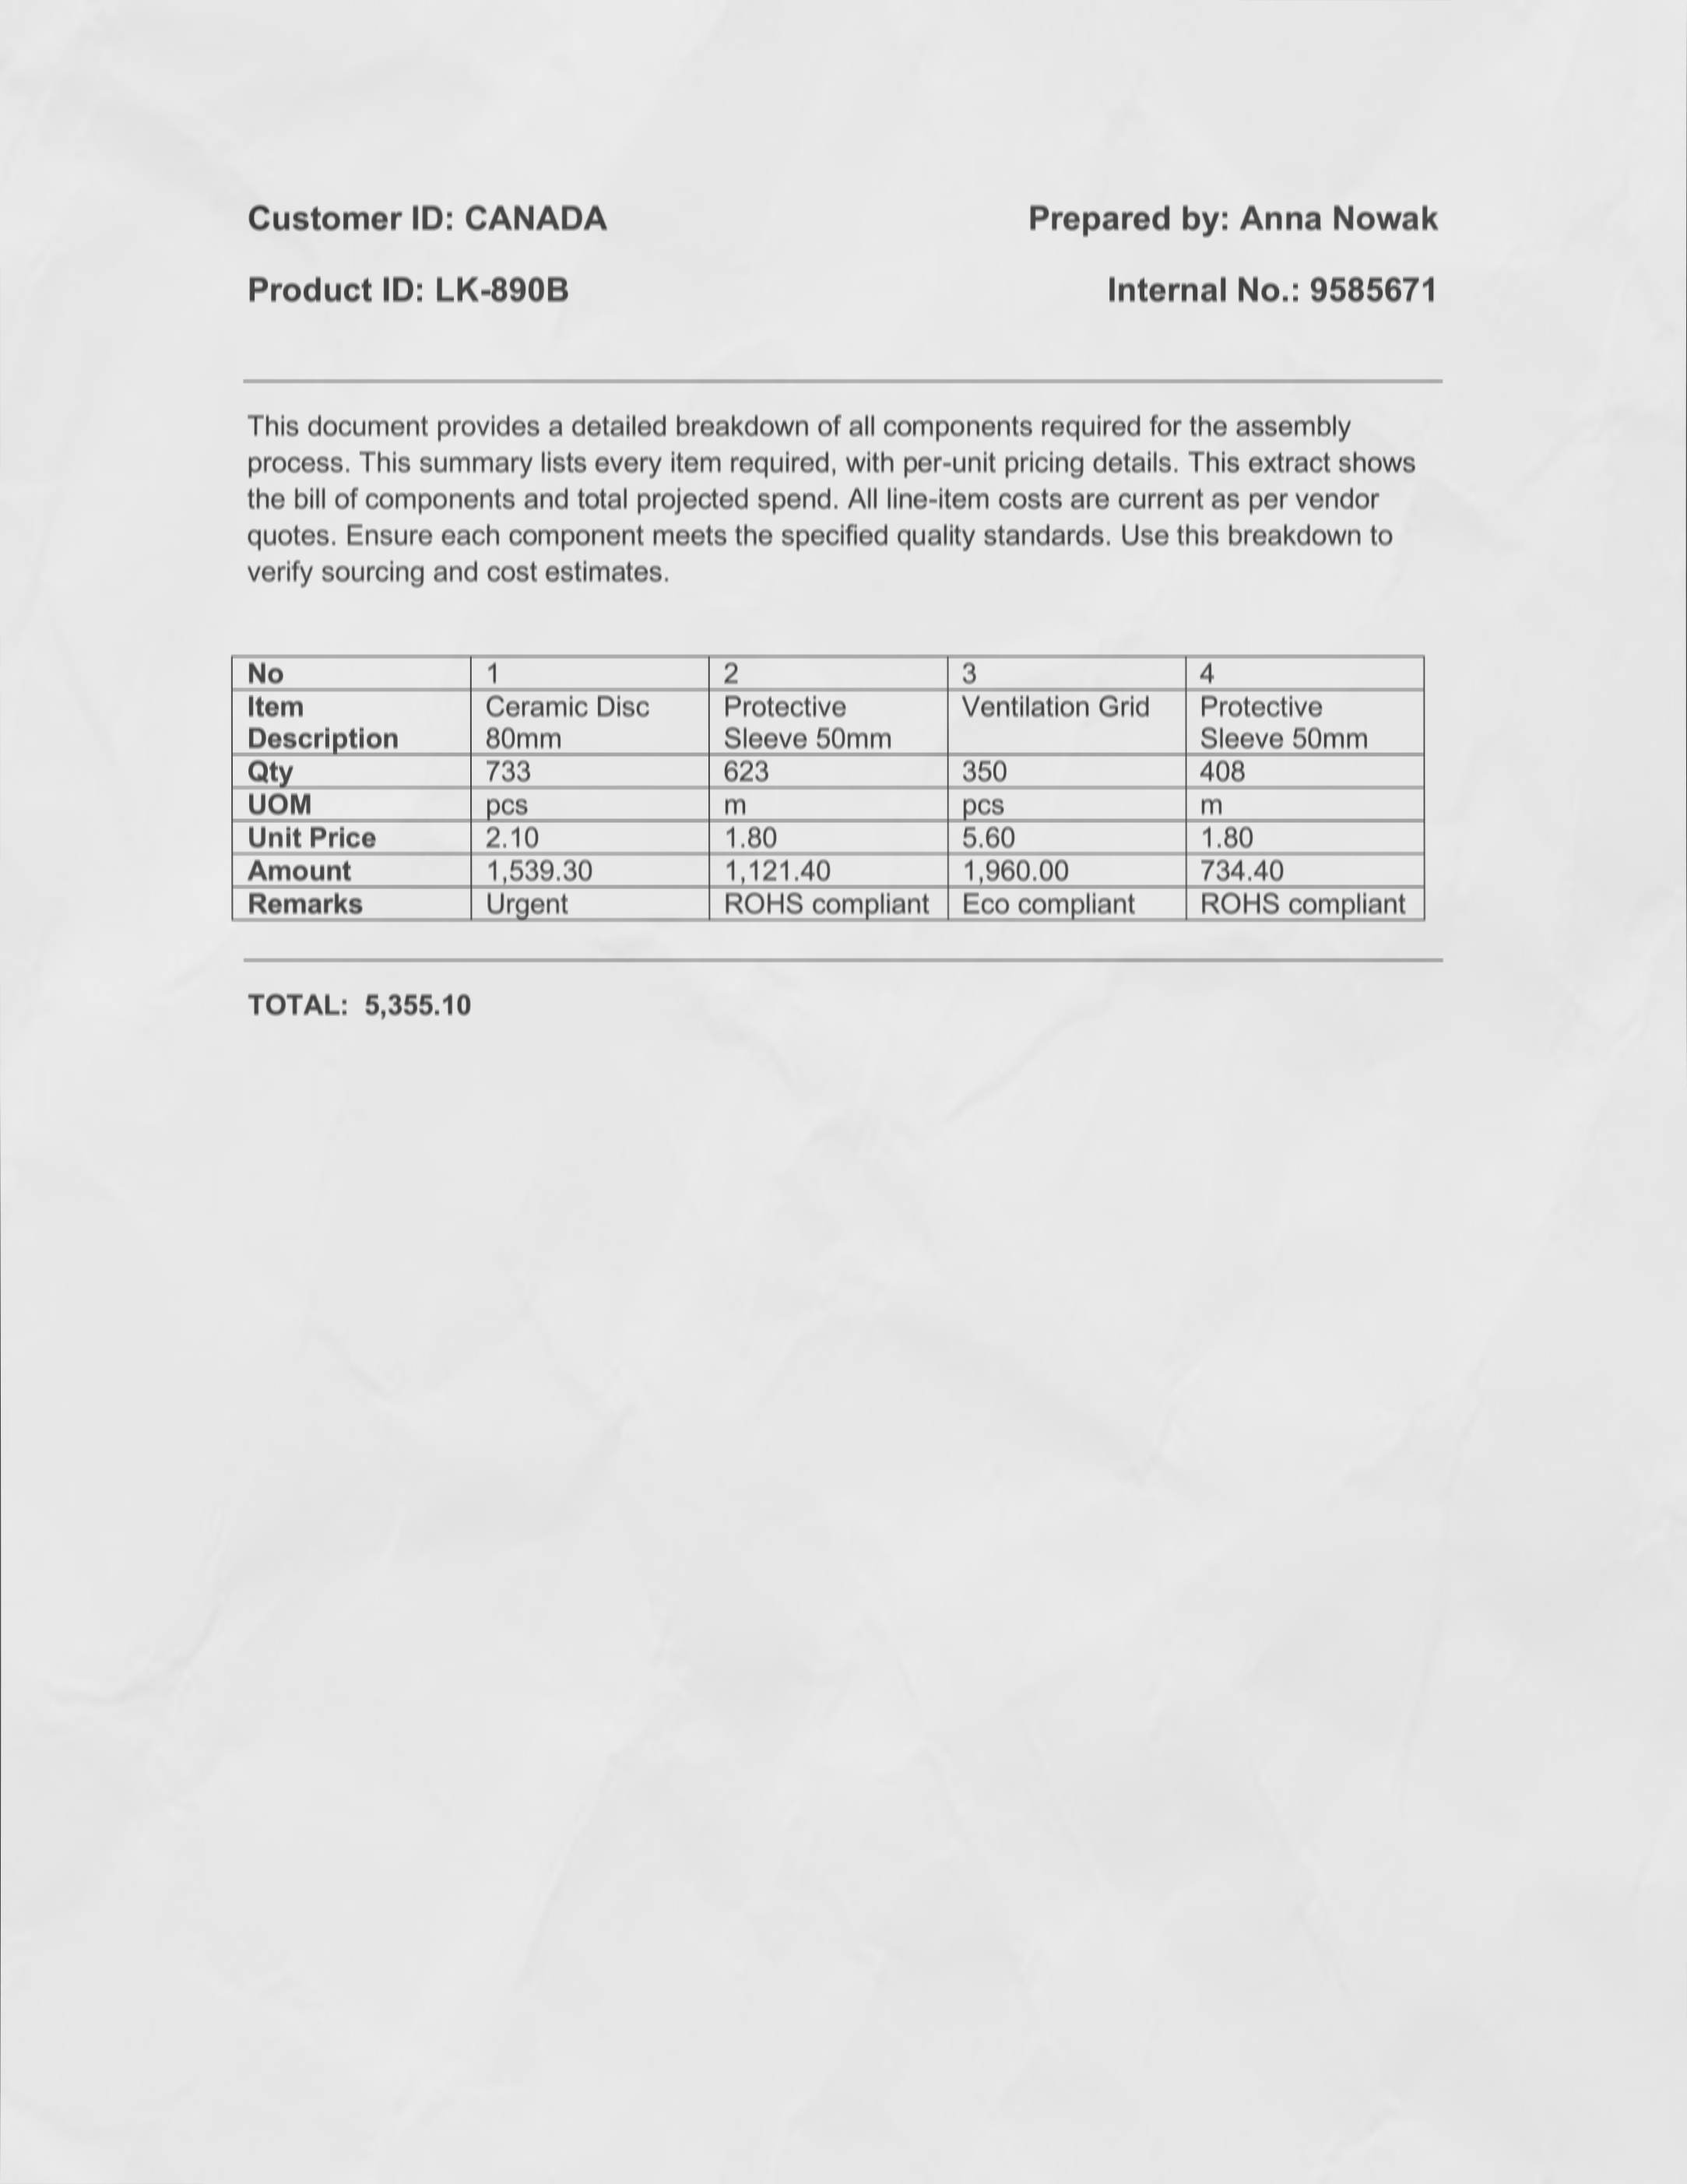 Customer ID: CANADA Prepared by: Anna Nowak
Product ID: LK-890B Internal No.: 9585671
This document provides a detailed breakdown of all components required for the assembly
process. This summary lists every item required, with per-unit pricing details. This extract shows
the bill of components and total projected spend. All line-item costs are current as per vendor
quotes. Ensure each component meets the specified quality standards. Use this breakdown to
verify sourcing and cost estimates.
No 1 2 3 4
Item Ceramic Disc Protective Ventilation Grid Protective
Description 80mm Sleeve 50mm Sleeve 50mm
Qty 733 623 350 408
UOM pcs m pcs m
Unit Price 2.10 1.80 5.60 1.80
Amount 1,539.30 1,121.40 1,960.00 734.40
Remarks Urgent ROHS compliant Eco compliant ROHS compliant
TOTAL: 5,355.10